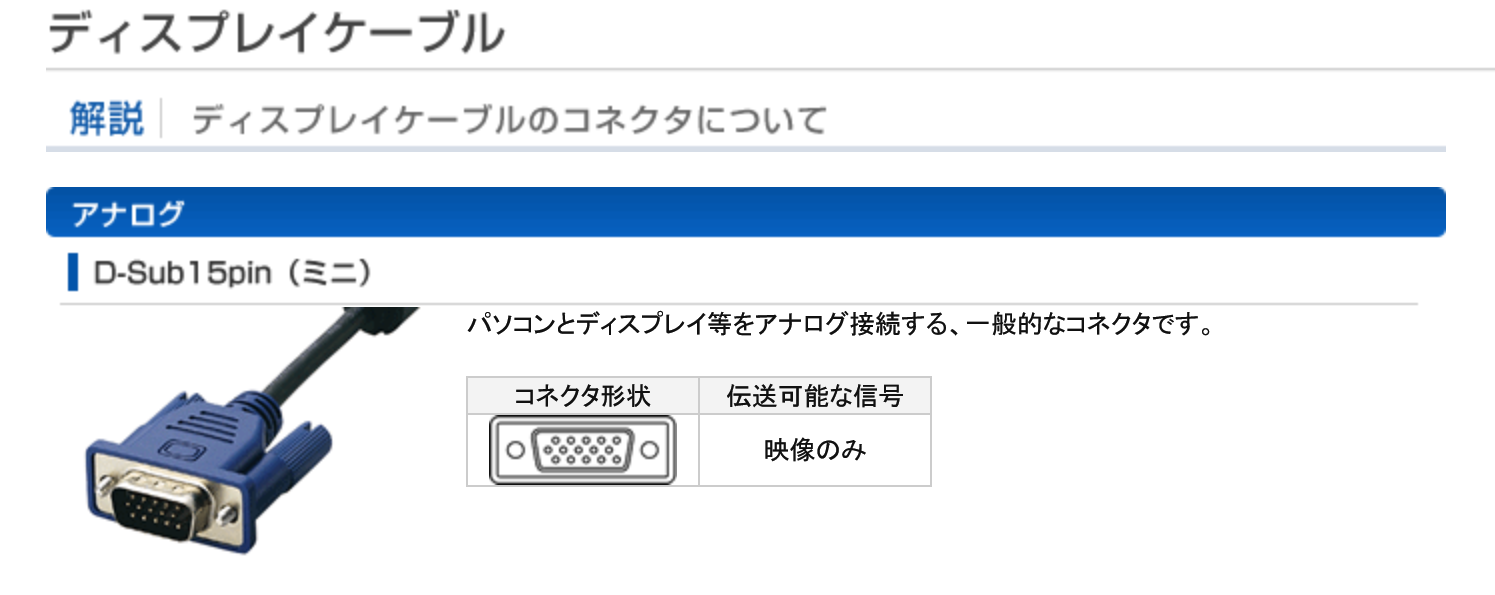 ディスプレイケーブル
解説
ディスプレイケーブルのコネクタについて
アナログ
D-Sub15pin（ミニ）
パソコンとディスプレイ等をアナログ接続する、一般的なコネクタです。
コネクタ形状
伝送可能な信号
映像のみ